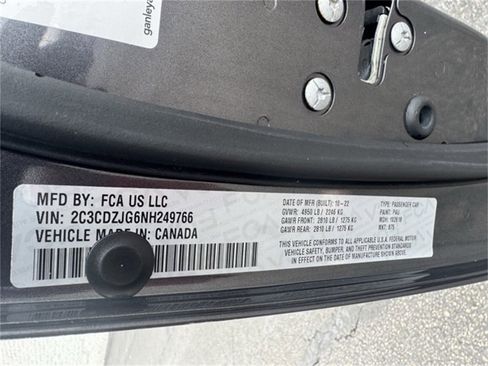 ganley
MFD BY: FCA US LLC
VIN: 2C3CDZJG6NH249766
VEHICLE MADE IN: CANADA
DATE OF MFR (BUILT): 10-22
GVWR: 4950 LB / 2246 KG
GAWR FRONT: 2810 LB / 1275 KG
GAWR REAR: 2810 LB / 1275 KG
TYPE: PASSENGER CAR
PAINT: PAU
MDH:
MKT:
THIS VEHICLE CONFORMS TO ALL APPLICABLE U.S.A. FEDERAL MOTOR
VEHICLE SAFETY, BUMPER, AND THEFT PREVENTION STANDARDS
IN EFFECT ON THE DATE OF MANUFACTURE SHOWN ABOVE.